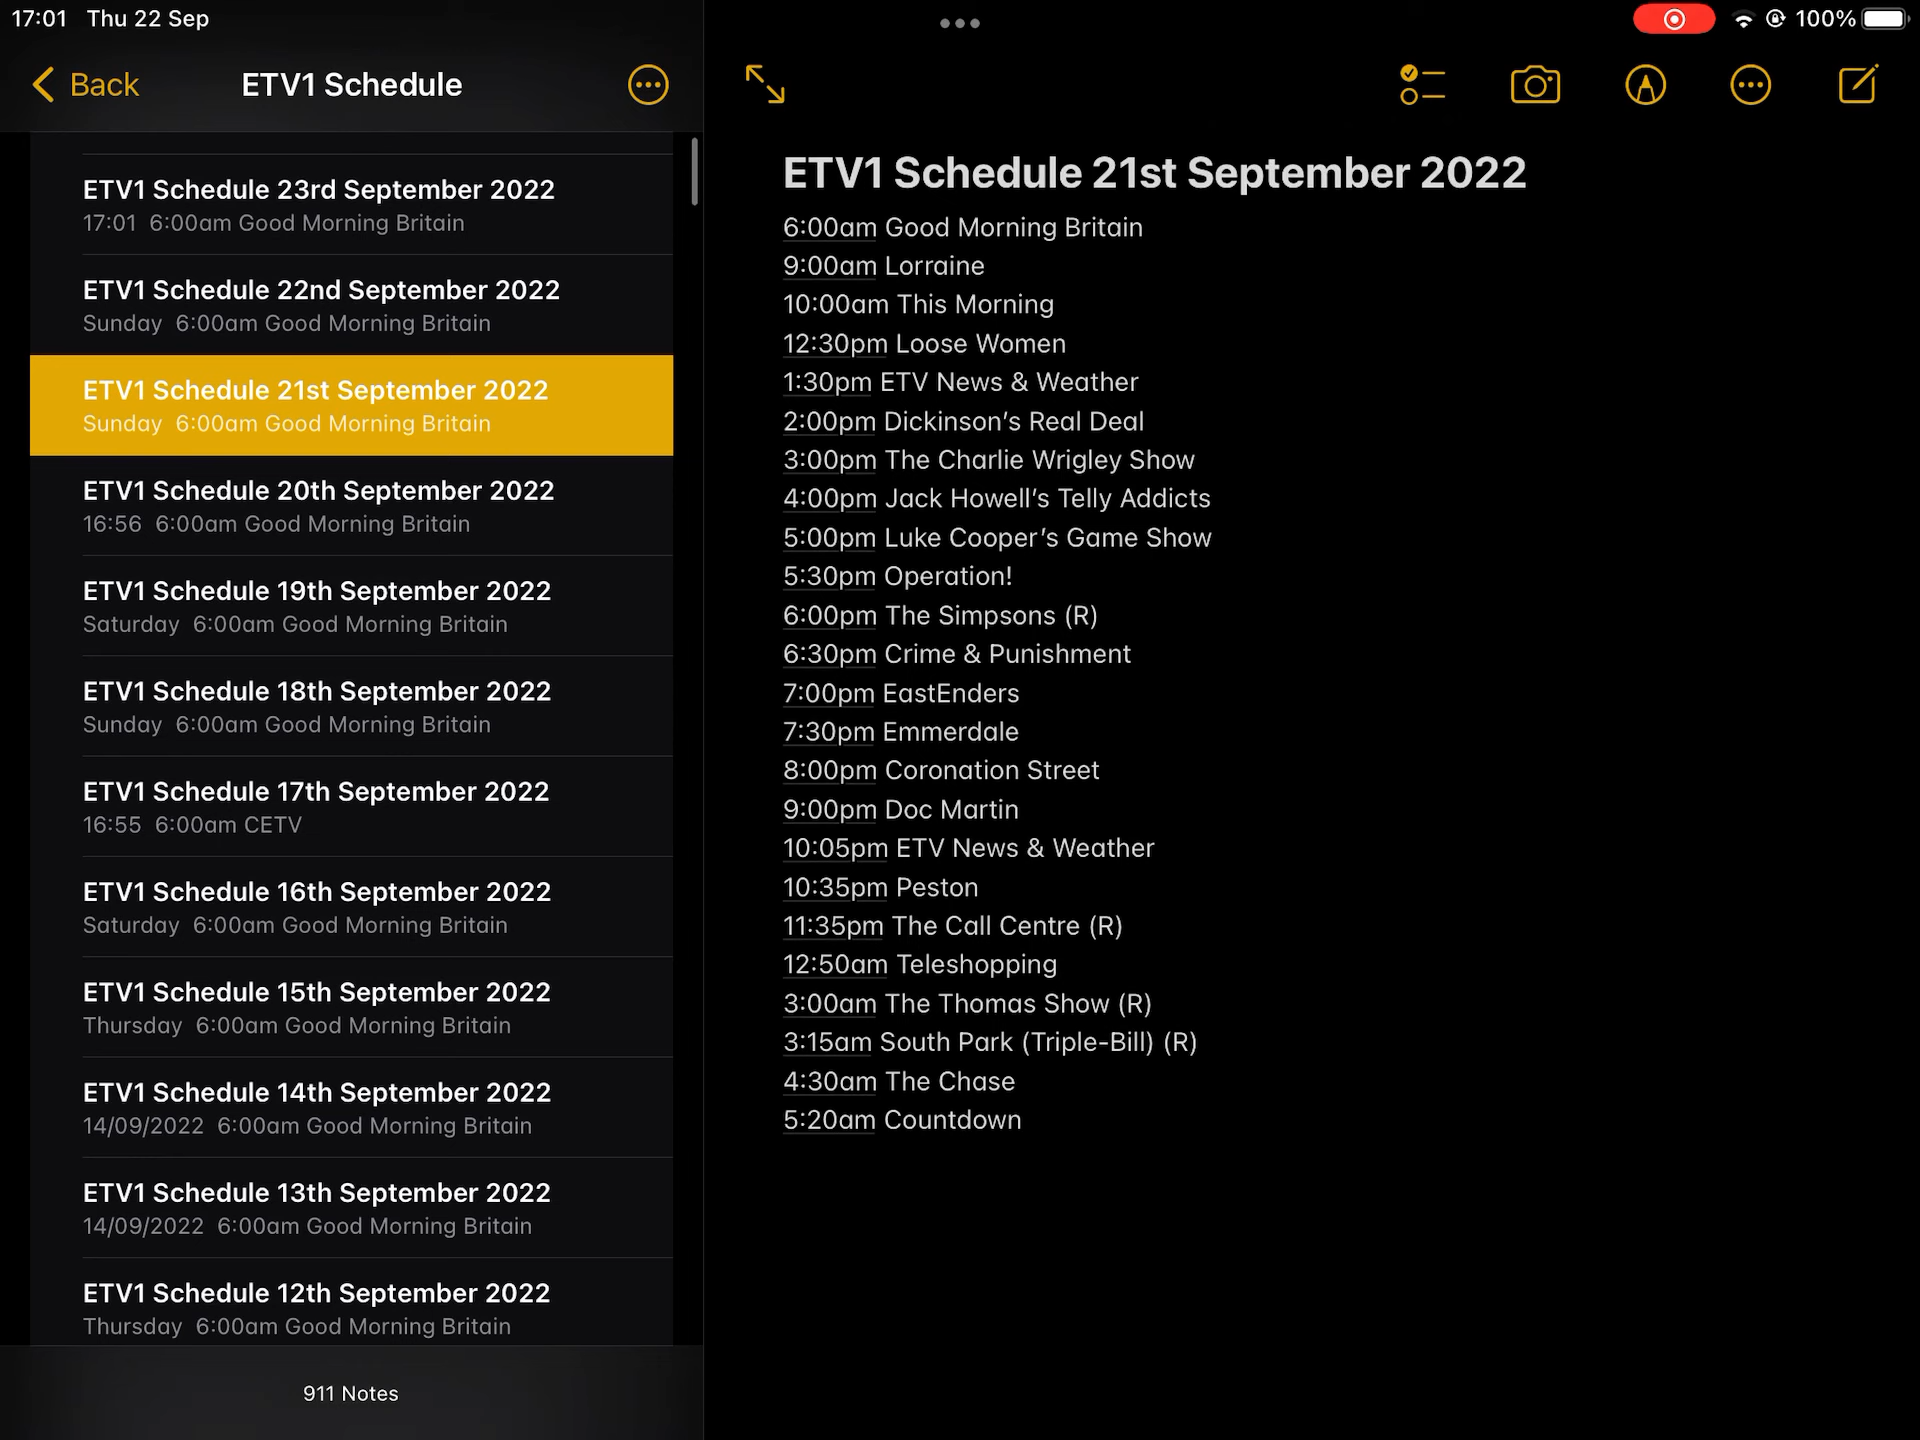 17:01 Thu 22 Sep
100%
Back
ETV1 Schedule
ETV1 Schedule 23rd September 2022
17:01 6:00am Good Morning Britain
ETV1 Schedule 22nd September 2022
Sunday 6:00am Good Morning Britain
ETV1 Schedule 21st September 2022
Sunday 6:00am Good Morning Britain
ETV1 Schedule 20th September 2022
16:56 6:00am Good Morning Britain
ETV1 Schedule 19th September 2022
Saturday 6:00am Good Morning Britain
ETV1 Schedule 18th September 2022
Sunday 6:00am Good Morning Britain
ETV1 Schedule 17th September 2022
16:55 6:00am CETV
ETV1 Schedule 16th September 2022
Saturday 6:00am Good Morning Britain
ETV1 Schedule 15th September 2022
Thursday 6:00am Good Morning Britain
ETV1 Schedule 14th September 2022
14/09/2022 6:00am Good Morning Britain
ETV1 Schedule 13th September 2022
14/09/2022 6:00am Good Morning Britain
ETV1 Schedule 12th September 2022
Thursday 6:00am Good Morning Britain
911 Notes
ETV1 Schedule 21st September 2022
6:00am Good Morning Britain
9:00am Lorraine
10:00am This Morning
12:30pm Loose Women
1:30pm ETV News & Weather
2:00pm Dickinson’s Real Deal
3:00pm The Charlie Wrigley Show
4:00pm Jack Howell’s Telly Addicts
5:00pm Luke Cooper’s Game Show
5:30pm Operation!
6:00pm The Simpsons (R)
6:30pm Crime & Punishment
7:00pm EastEnders
7:30pm Emmerdale
8:00pm Coronation Street
9:00pm Doc Martin
10:05pm ETV News & Weather
10:35pm Peston
11:35pm The Call Centre (R)
12:50am Teleshopping
3:00am The Thomas Show (R)
3:15am South Park (Triple-Bill) (R)
4:30am The Chase
5:20am Countdown